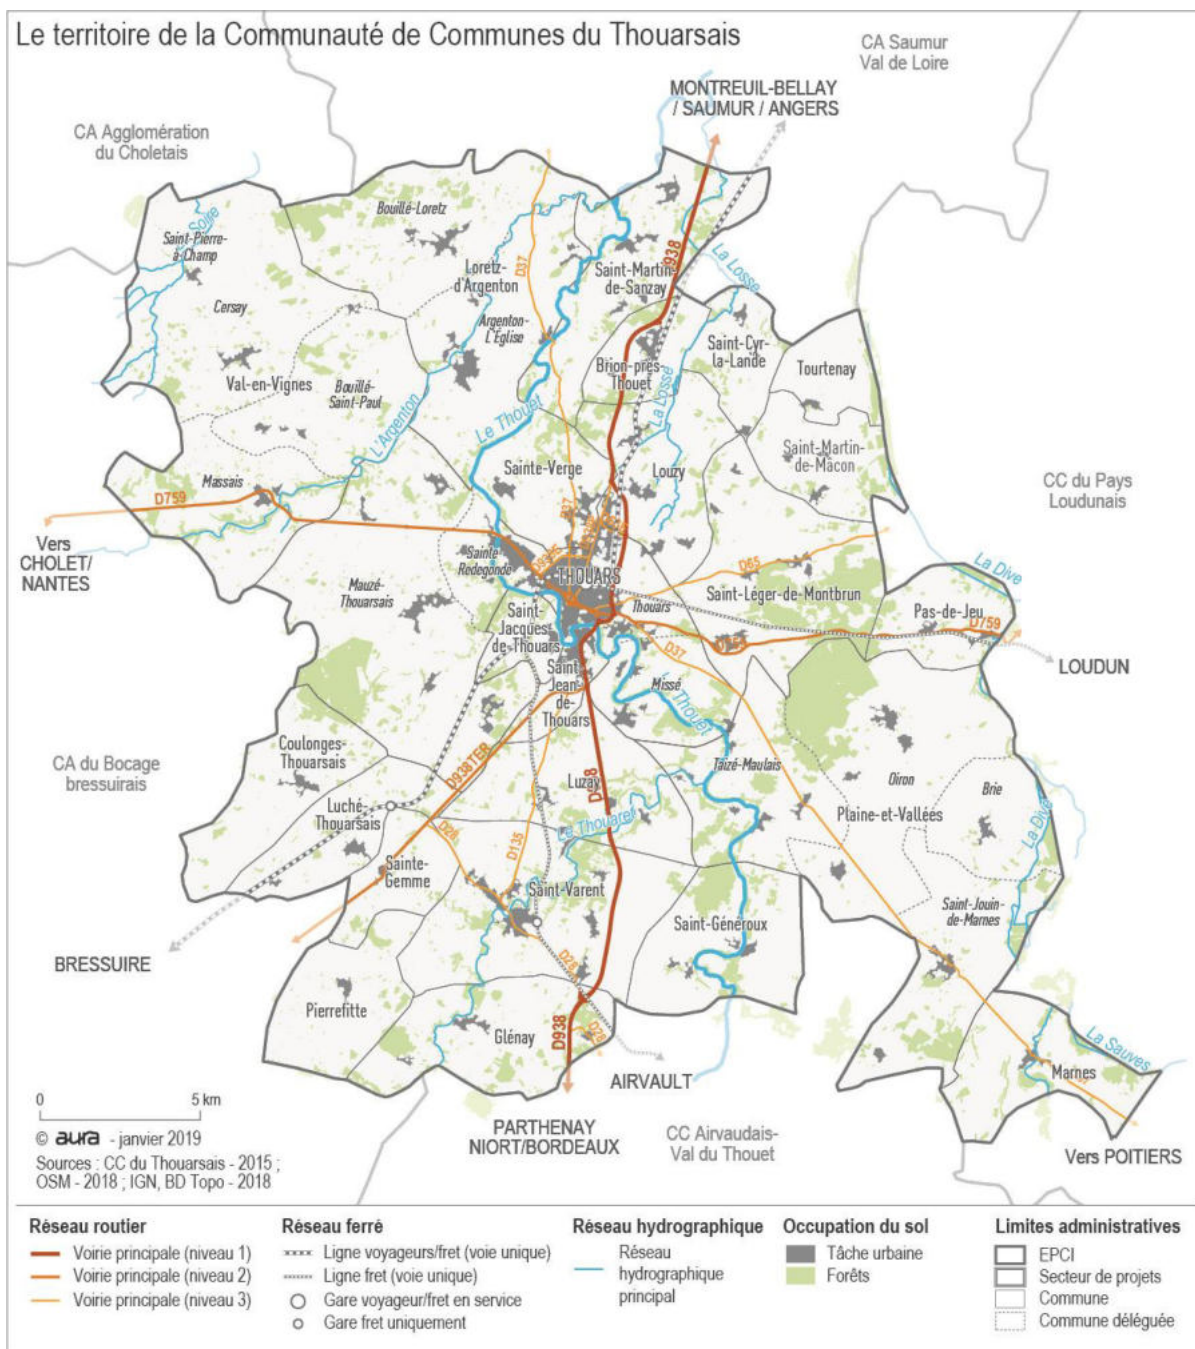 Le territoire de la Communauté de Communes du Thouarsais
CA Saumur
Val de Loire
MONTREUIL-BELLAY
/ SAUMUR / ANGERS
CA Agglomération
du Choletais
Bouillé-Loretz
Saint-Pierre-
à-Champ
Loretz-
d'Argenton
D37
Saint-Martin
de-Sanzay
D938
La Losse
Cersay
Argenton-
L'Église
Saint-Cyr-
la-Lande
Tourtenay
Brion-près-
Thouet
Val-en-Vignes
Bouillé-
Saint-Paul
L'Argenton
Le Thouet
La Losse
Saint-Martin-
de-Mâcon
Sainte-Verge
Louzy
Massais
D759
CC du Pays
Loudunais
Vers
CHOLET/
NANTES
D37
Sainte
Redegonde
THOUARS
D65
La Dive
Mauzé-
Thouarsais
Saint-Léger-de-Montbrun
Pas-de-Jeu
D759
Saint-
Jacques-
de-Thouars
Thouars
D37
LOUDUN
Saint
Jean-
de-
Thouars
Missé
Thouet
CA du Bocage
bressuirais
Coulonges-
Thouarsais
D938TER
Luzay
Taizé-Maulais
Oiron
Brie
Luché-
Thouarsais
Plaine-et-Vallées
La Dive
D28
D135
Le Thouaret
Sainte-
Gemme
Saint-Varent
Saint-Jouin-
de-Marnes
Saint-Généroux
BRESSUIRE
D28
Pierrefitte
Glénay
D938
D28
La Sauves
Marnes
AIRVAULT
0 5 km
PARTHENAY
NIORT/BORDEAUX
CC Airvaudais-
Val du Thouet
Vers POITIERS
© aura - janvier 2019
Sources : CC du Thouarsais - 2015 ;
OSM - 2018 ; IGN, BD Topo - 2018
Réseau routier
Voirie principale (niveau 1)
Voirie principale (niveau 2)
Voirie principale (niveau 3)
Réseau ferré
Ligne voyageurs/fret (voie unique)
Ligne fret (voie unique)
Gare voyageur/fret en service
Gare fret uniquement
Réseau hydrographique
Réseau
hydrographique
principal
Occupation du sol
Tâche urbaine
Forêts
Limites administratives
EPCI
Secteur de projets
Commune
Commune déléguée